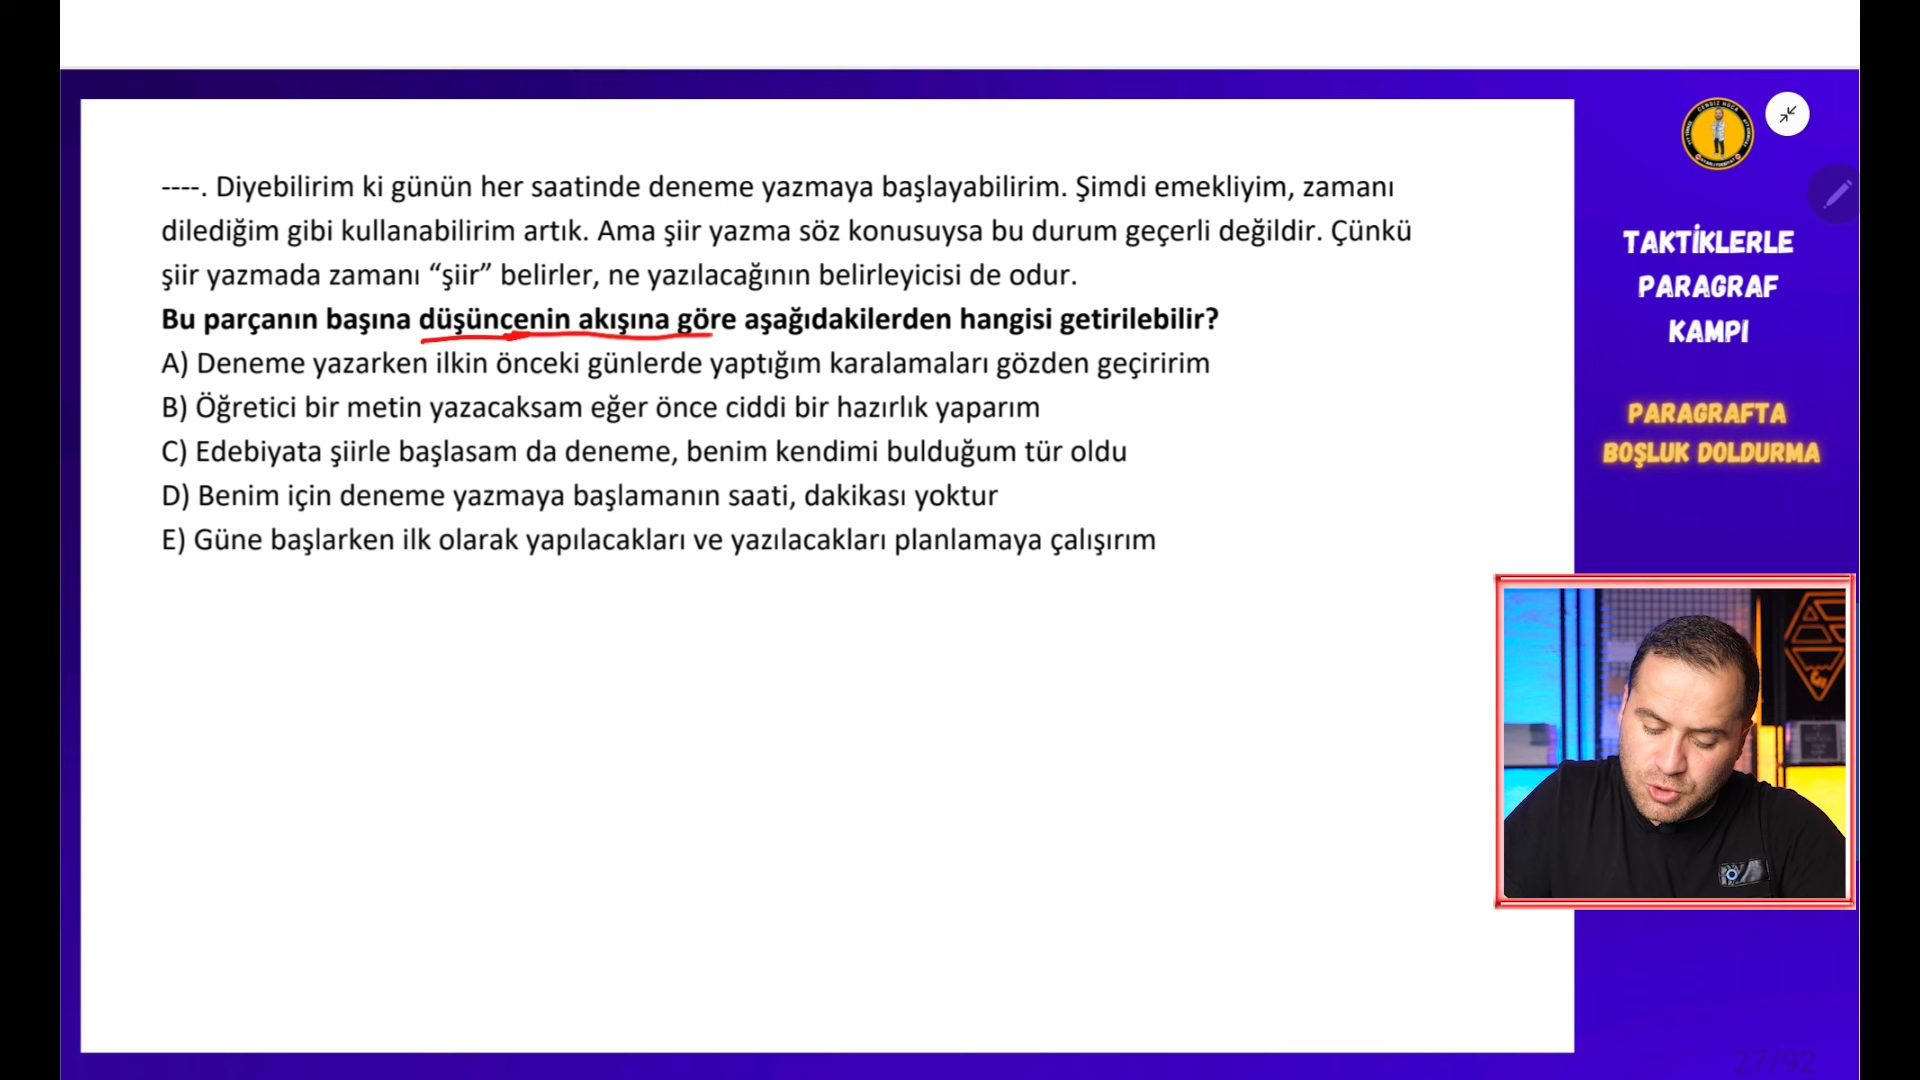 ----. Diyebilirim ki günün her saatinde deneme yazmaya başlayabilirim. Şimdi emekliyim, zamanı
dilediğim gibi kullanabilirim artık. Ama şiir yazma söz konusuysa bu durum geçerli değildir. Çünkü
şiir yazmada zamanı “şiir” belirler, ne yazılacağının belirleyicisi de odur.
Bu parçanın başına düşüncenin akışına göre aşağıdakilerden hangisi getirilebilir?
A) Deneme yazarken ilkin önceki günlerde yaptığım karalamaları gözden geçiririm
B) Öğretici bir metin yazacaksam eğer önce ciddi bir hazırlık yaparım
C) Edebiyata şiirle başlasam da deneme, benim kendimi bulduğum tür oldu
D) Benim için deneme yazmaya başlamanın saati, dakikası yoktur
E) Güne başlarken ilk olarak yapılacakları ve yazılacakları planlamaya çalışırım
CENGİZ HOCA
TAKTİKLERLE
PARAGRAF
KAMPI
PARAGRAFTA
BOŞLUK DOLDURMA
27/92